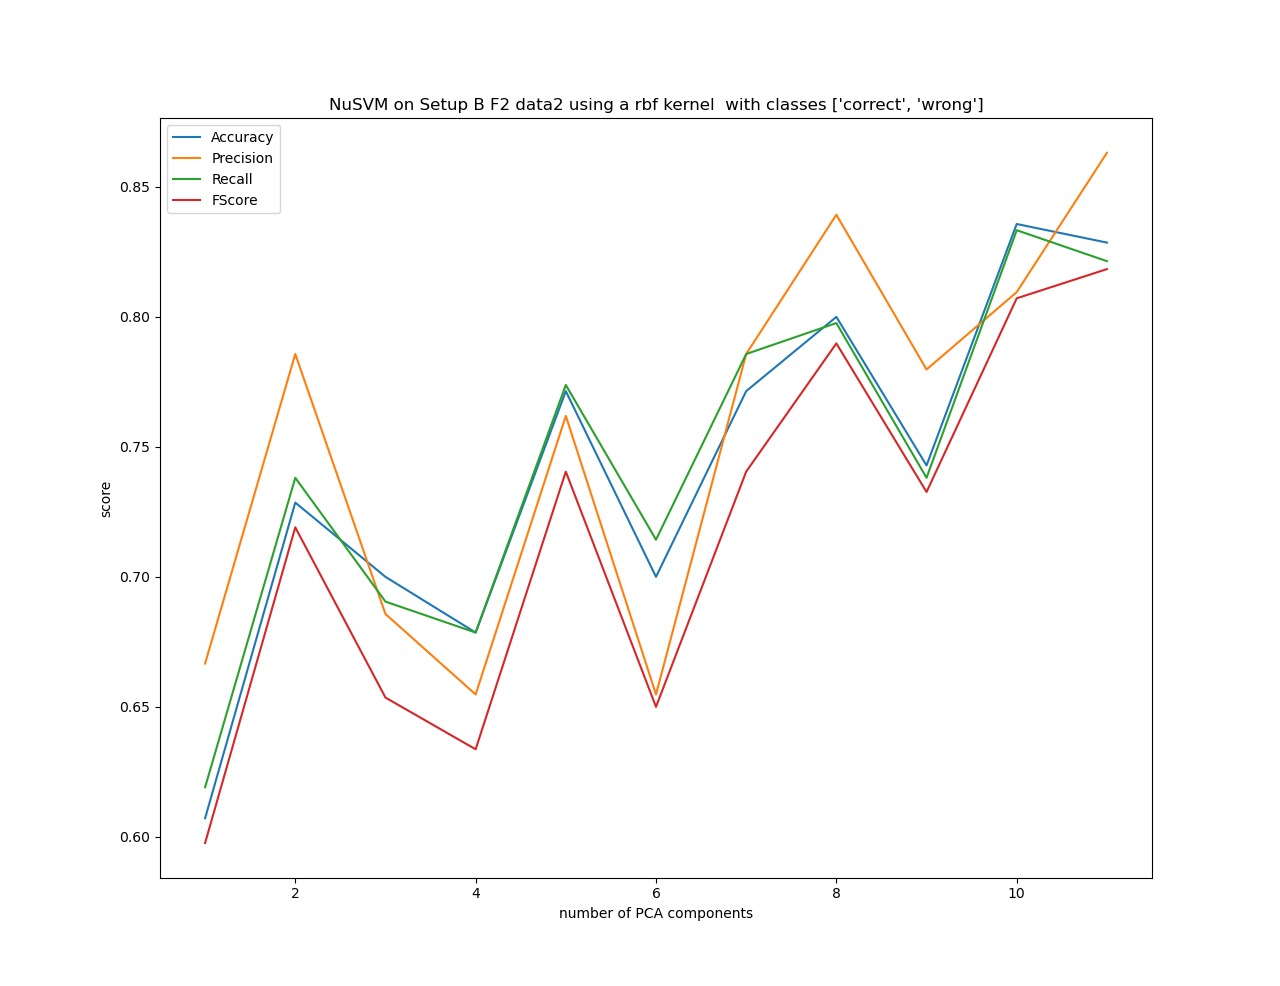 NuSVM on Setup B F2 data2 using a rbf kernel  with classes ['correct', 'wrong']
Accuracy
Precision
Recall
FScore
0.85
0.80
0.75
0.70
0.65
0.60
score
2 4 6 8 10
number of PCA components